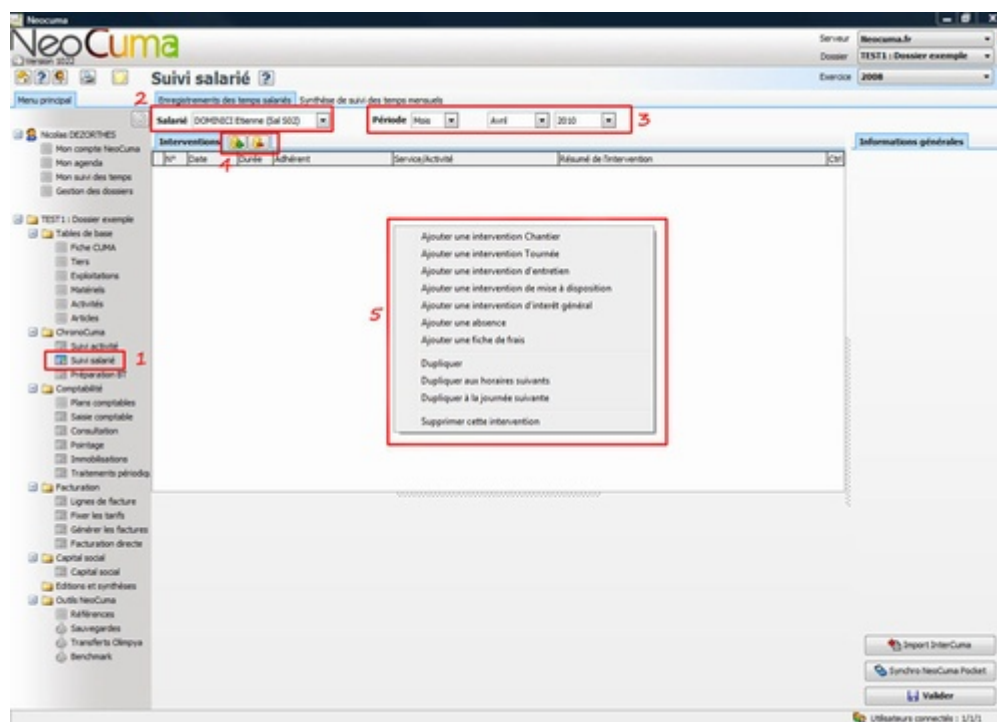 Neocuma
NeoCuma
Version 1022
Serveur Neocuma.fr
Dossier TEST1 : Dossier exemple
Exercice 2008
Suivi salarié ?
Menu principal
2
Enregistrements des temps salariés Synthèse de suivi des temps mensuels
Salarié DOMINICI Etienne (Sal S02)
Période Mois Avril 2010
3
Interventions
4
Informations générales
N° Date Durée Adhérent Service/Activité Résumé de l'intervention Ctrl
Nicolas DEZORTHES
Mon compte NeoCuma
Mon agenda
Mon suivi des temps
Gestion des dossiers
TEST1 : Dossier exemple
Tables de base
Fiche CUMA
Tiers
Exploitations
Matériels
Activités
Articles
ChronoCuma
Suivi activité
Suivi salarié
1
Préparation BT
Comptabilité
Plans comptables
Saisie comptable
Consultation
Pointage
Immobilisations
Traitements périodiqu
Facturation
Lignes de facture
Fixer les tarifs
Générer les factures
Facturation directe
Capital social
Capital social
Editions et synthèses
Outils NeoCuma
Références
Sauvegardes
Transferts Olimpya
Benchmark
5
Ajouter une intervention Chantier
Ajouter une intervention Tournée
Ajouter une intervention d'entretien
Ajouter une intervention de mise à disposition
Ajouter une intervention d'interêt général
Ajouter une absence
Ajouter une fiche de frais
Dupliquer
Dupliquer aux horaires suivants
Dupliquer à la journée suivante
Supprimer cette intervention
Import InterCuma
Synchro NeoCuma Pocket
Valider
Utilisateurs connectés : 1/1/1